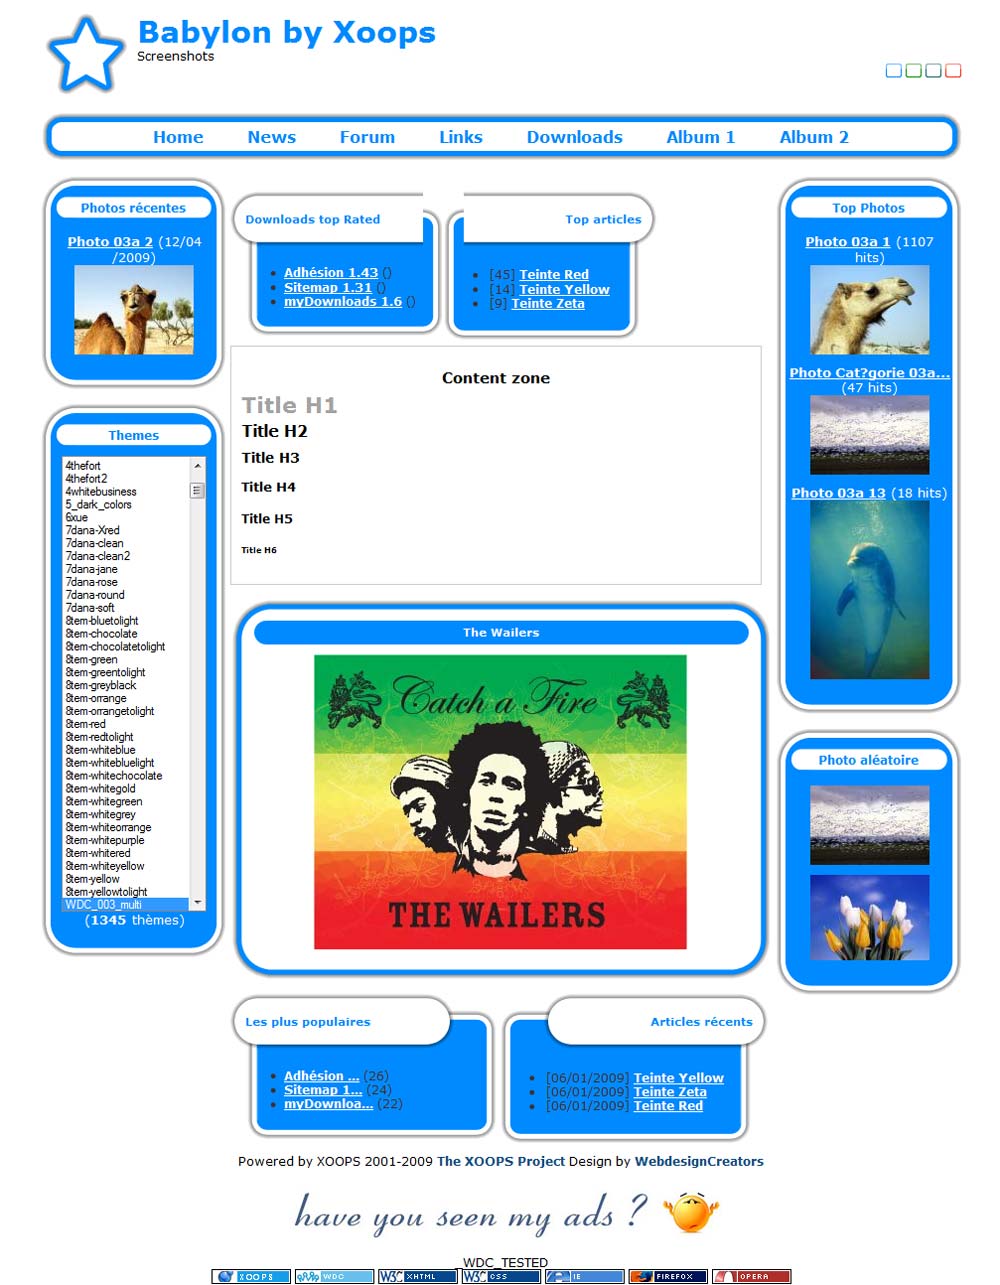 Babylon by Xoops
Screenshots
Home News Forum Links Downloads Album 1 Album 2
Photos récentes
Photo 03a 2 (12/04
/2009)
Themes
4thefort
4thefort2
4whitebusiness
5_dark_colors
6xue
7dana-Xred
7dana-clean
7dana-clean2
7dana-jane
7dana-rose
7dana-round
7dana-soft
8tem-bluetolight
8tem-chocolate
8tem-chocolatetolight
8tem-green
8tem-greentolight
8tem-greyblack
8tem-orange
8tem-orangetolight
8tem-red
8tem-redtolight
8tem-whiteblue
8tem-whitebluelight
8tem-whitechocolate
8tem-whitegold
8tem-whitegreen
8tem-whitegrey
8tem-whiteorrange
8tem-whitepurple
8tem-whitered
8tem-whiteyellow
8tem-yellow
8tem-yellowtolight
WDC_003_multi
(1345 thèmes)
Downloads top Rated
Adhésion 1.43 ()
Sitemap 1.31 ()
myDownloads 1.6 ()
Top articles
[45] Teinte Red
[14] Teinte Yellow
[9] Teinte Zeta
Content zone
Title H1
Title H2
Title H3
Title H4
Title H5
Title H6
The Wailers
Catch a Fire
THE WAILERS
Les plus populaires
Adhésion ... (26)
Sitemap 1... (24)
myDownloa... (22)
Articles récents
[06/01/2009] Teinte Yellow
[06/01/2009] Teinte Zeta
[06/01/2009] Teinte Red
Top Photos
Photo 03a 1 (1107
hits)
Photo Cat?gorie 03a...
(47 hits)
Photo 03a 13 (18 hits)
Photo aléatoire
Powered by XOOPS 2001-2009 The XOOPS Project Design by WebdesignCreators
have you seen my ads ?
_WDC_TESTED
XOOPS WDC W3C XHTML W3C CSS IE FIREFOX OPERA